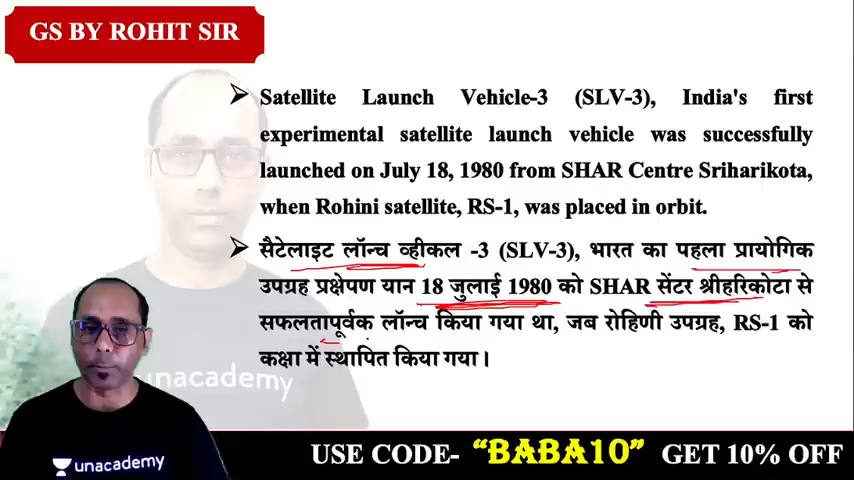 GS BY ROHIT SIR
Satellite Launch Vehicle-3 (SLV-3), India's first
experimental satellite launch vehicle was successfully
launched on July 18, 1980 from SHAR Centre Sriharikota,
when Rohini satellite, RS-1, was placed in orbit.
सैटेलाइट लॉन्च व्हीकल -3 (SLV-3), भारत का पहला प्रायोगिक
उपग्रह प्रक्षेपण यान 18 जुलाई 1980 को SHAR सेंटर श्रीहरिकोटा से
सफलतापूर्वक लॉन्च किया गया था, जब रोहिणी उपग्रह, RS-1 को
कक्षा में स्थापित किया गया।
unacademy
unacademy
USE CODE- “BABA10” GET 10% OFF